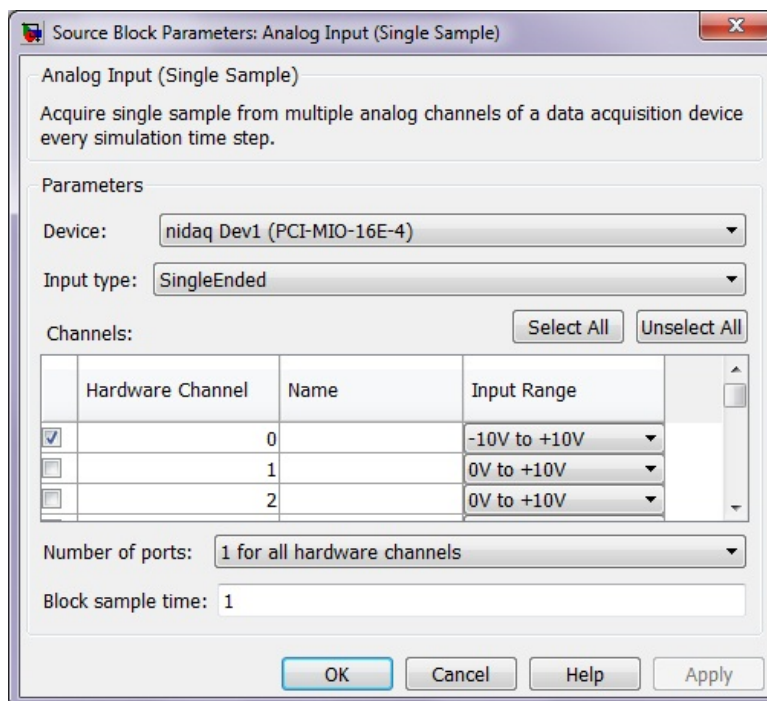 Source Block Parameters: Analog Input (Single Sample)
Analog Input (Single Sample)
Acquire single sample from multiple analog channels of a data acquisition device
every simulation time step.
Parameters
Device: nidaq Dev1 (PCI-MIO-16E-4)
Input type: SingleEnded
Channels: Select All Unselect All
Hardware Channel Name Input Range
0 -10V to +10V
1 0V to +10V
2 0V to +10V
Number of ports: 1 for all hardware channels
Block sample time: 1
OK Cancel Help Apply